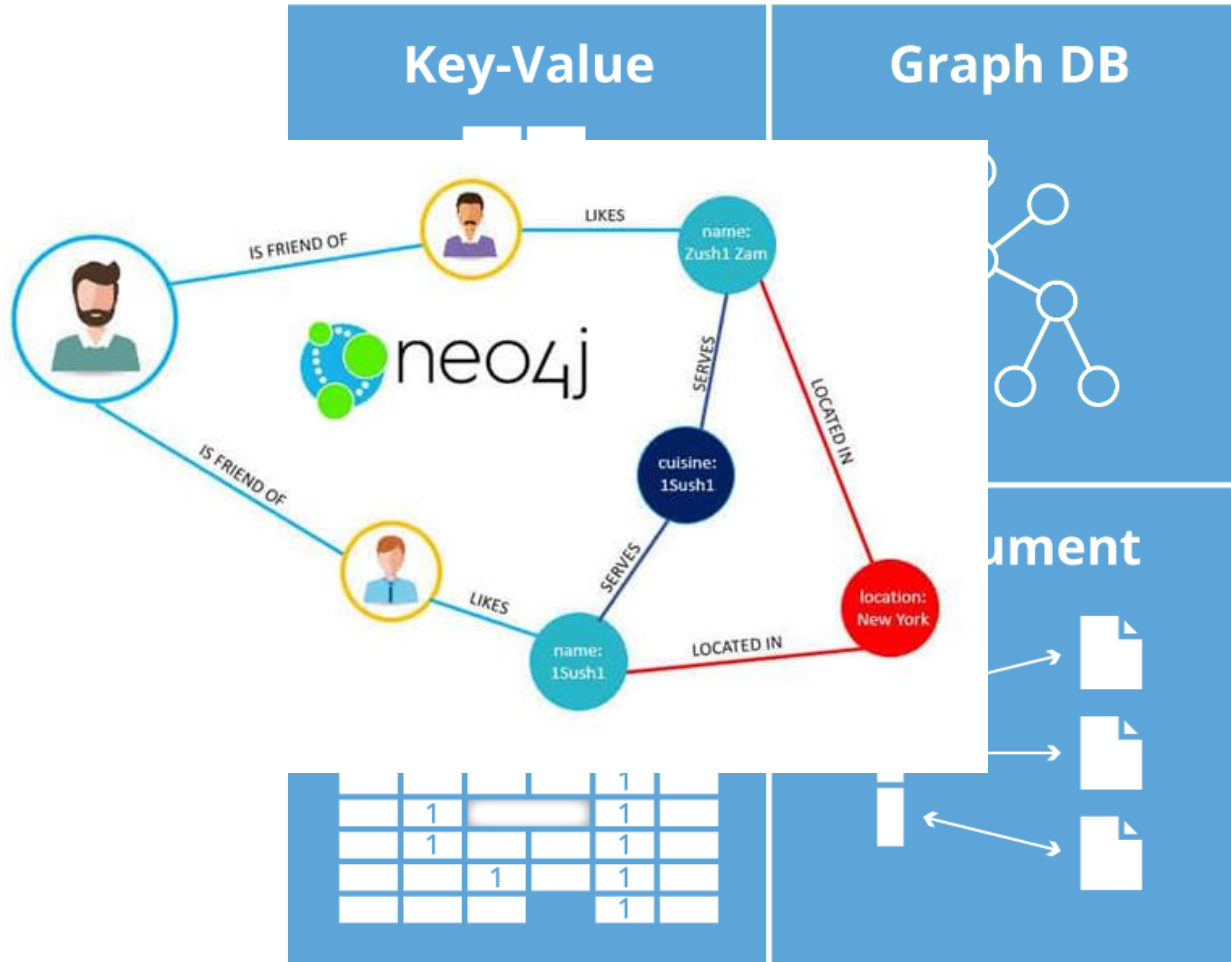 Key-Value
Graph DB
IS FRIEND OF
LIKES
name:
Zush1 Zam
neo4j
SERVES
LOCATED IN
cuisine:
1Sush1
IS FRIEND OF
SERVES
LIKES
name:
1Sush1
LOCATED IN
location:
New York
ument
1
1
1
1
1
1
1
1